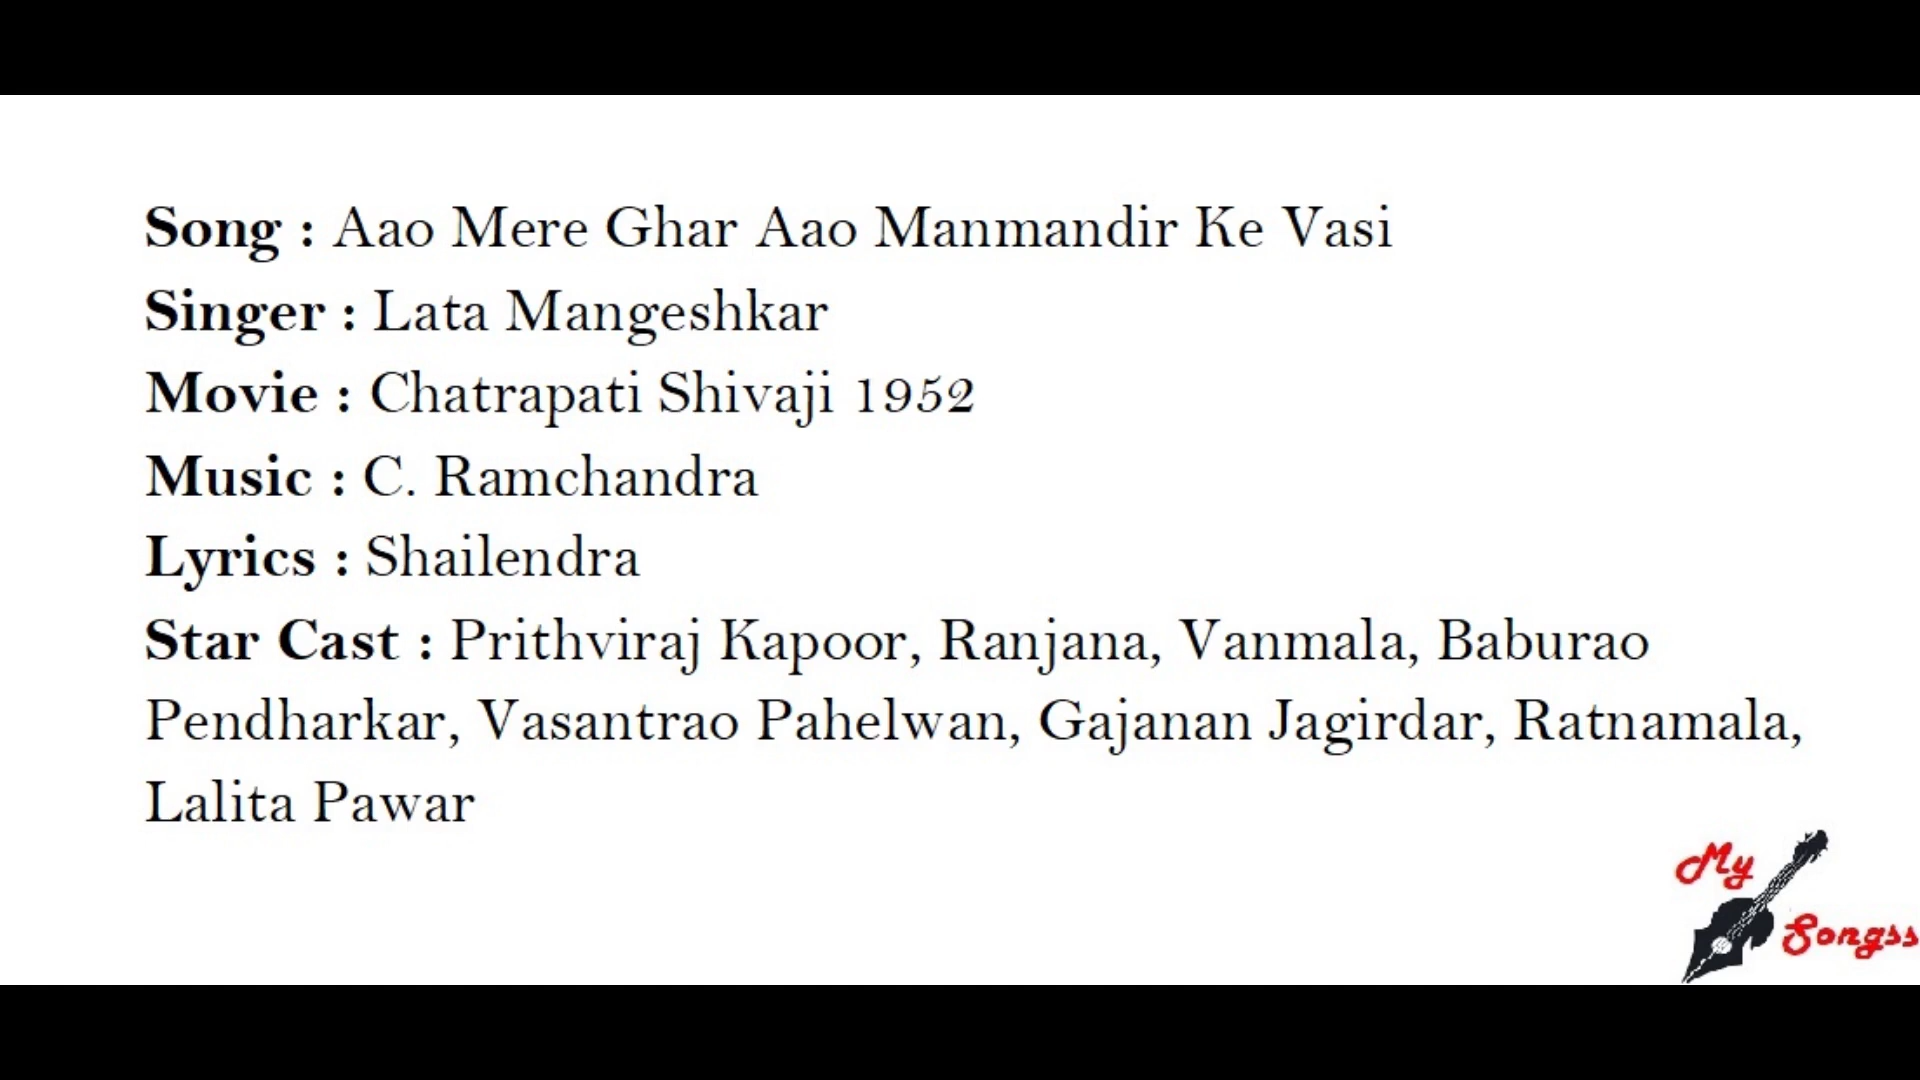 Song : Aao Mere Ghar Aao Manmandir Ke Vasi
Singer : Lata Mangeshkar
Movie : Chatrapati Shivaji 1952
Music : C. Ramchandra
Lyrics : Shailendra
Star Cast : Prithviraj Kapoor, Ranjana, Vanmala, Baburao
Pendharkar, Vasantrao Pahelwan, Gajanan Jagirdar, Ratnamala,
Lalita Pawar
My
Songss